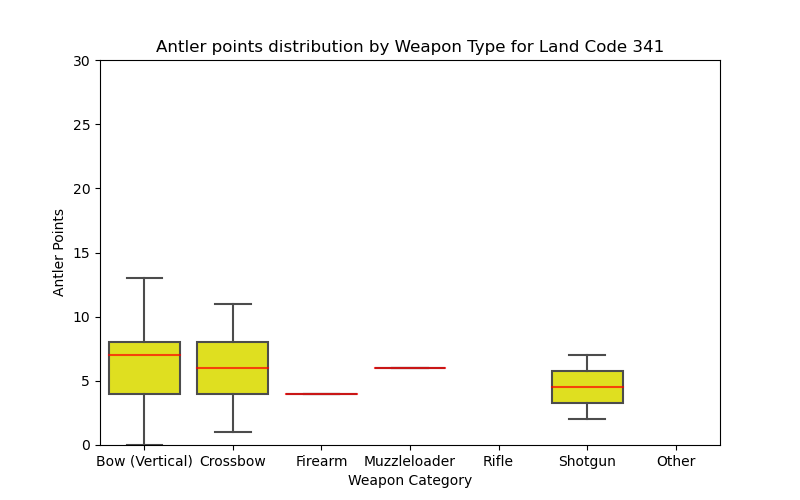 Antler points distribution by Weapon Type for Land Code 341
30
25
20
15
10
5
0
Antler Points
Bow (Vertical) Crossbow Firearm Muzzleloader Rifle Shotgun Other
Weapon Category